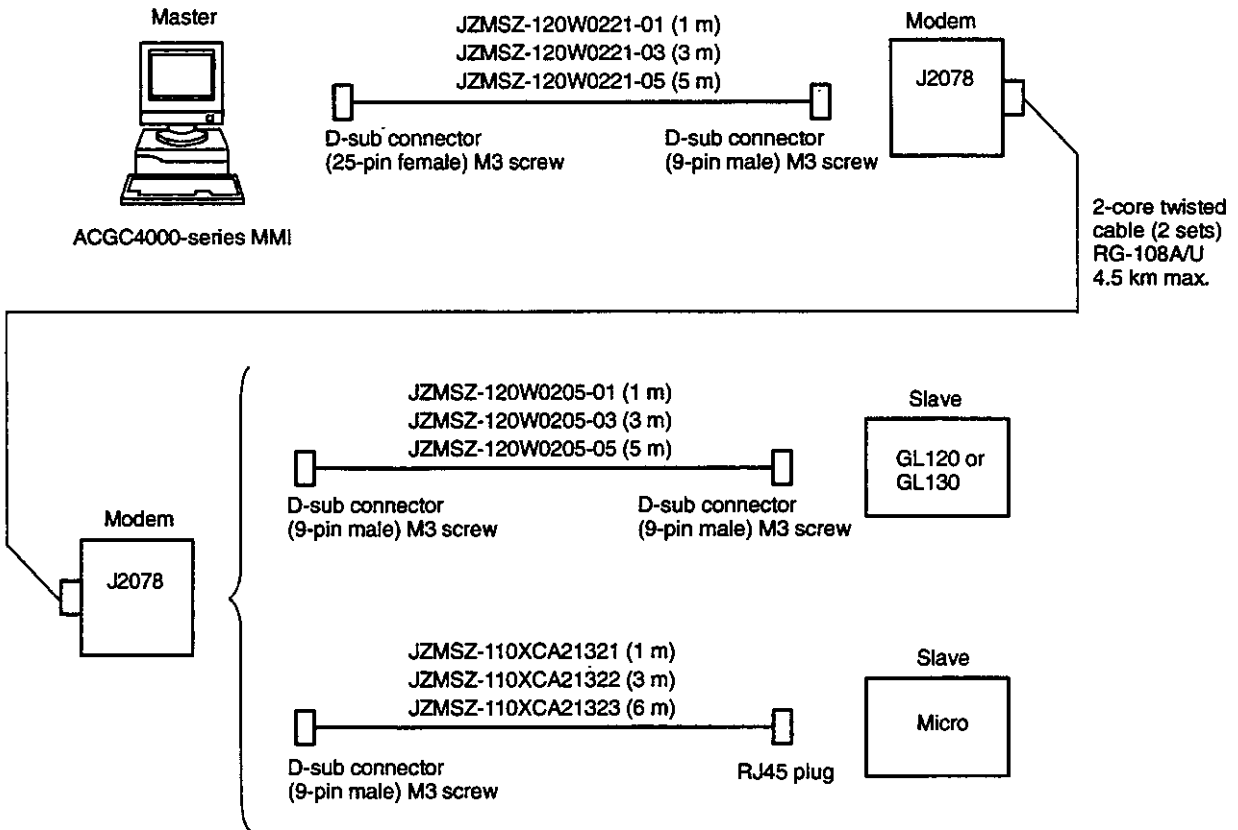 Master
JZMSZ-120W0221-01 (1 m)
JZMSZ-120W0221-03 (3 m)
JZMSZ-120W0221-05 (5 m)
Modem
J2078
D-sub connector
(25-pin female) M3 screw
D-sub connector
(9-pin male) M3 screw
ACGC4000-series MMI
2-core twisted
cable (2 sets)
RG-108A/U
4.5 km max.
JZMSZ-120W0205-01 (1 m)
JZMSZ-120W0205-03 (3 m)
JZMSZ-120W0205-05 (5 m)
Slave
GL120 or
GL130
D-sub connector
(9-pin male) M3 screw
D-sub connector
(9-pin male) M3 screw
Modem
J2078
JZMSZ-110XCA21321 (1 m)
JZMSZ-110XCA21322 (3 m)
JZMSZ-110XCA21323 (6 m)
Slave
Micro
D-sub connector
(9-pin male) M3 screw
RJ45 plug